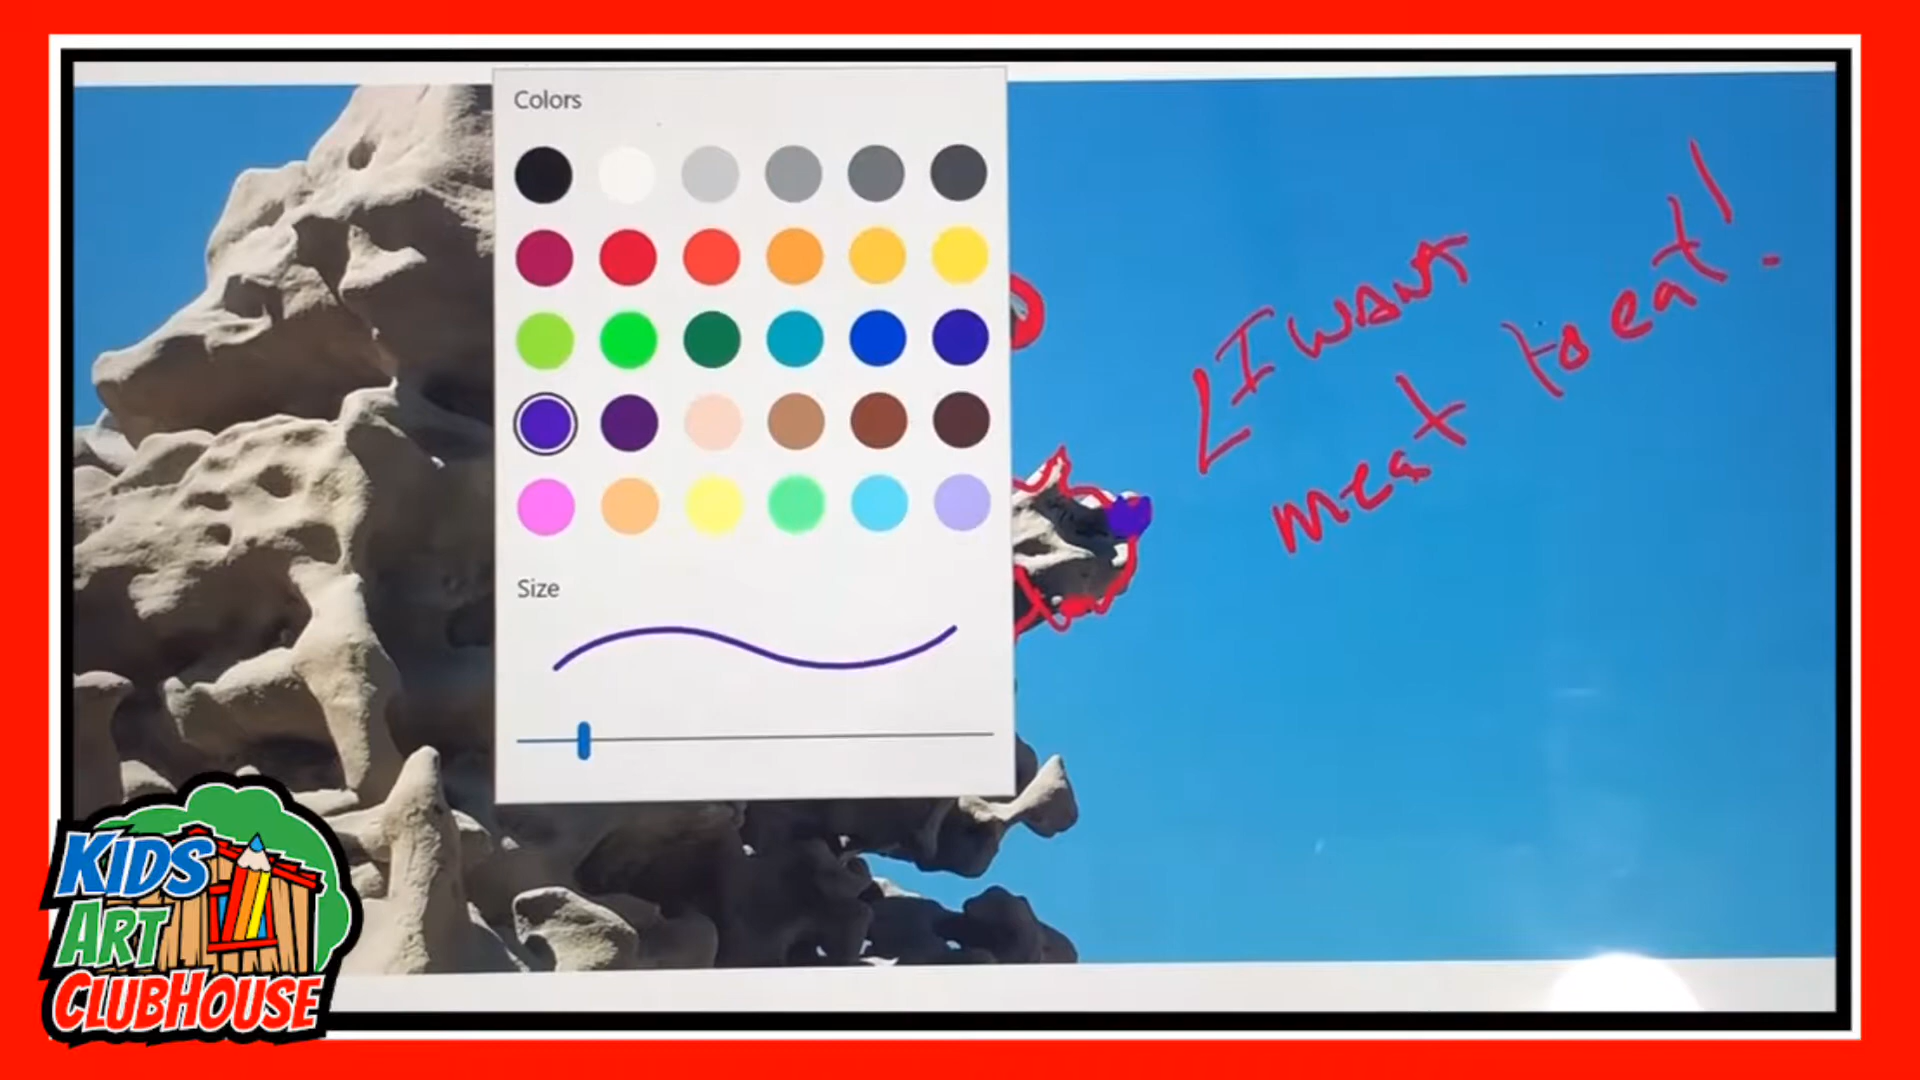 Colors
Size
I WANT
meat to eat!
KIDS
ART
CLUBHOUSE